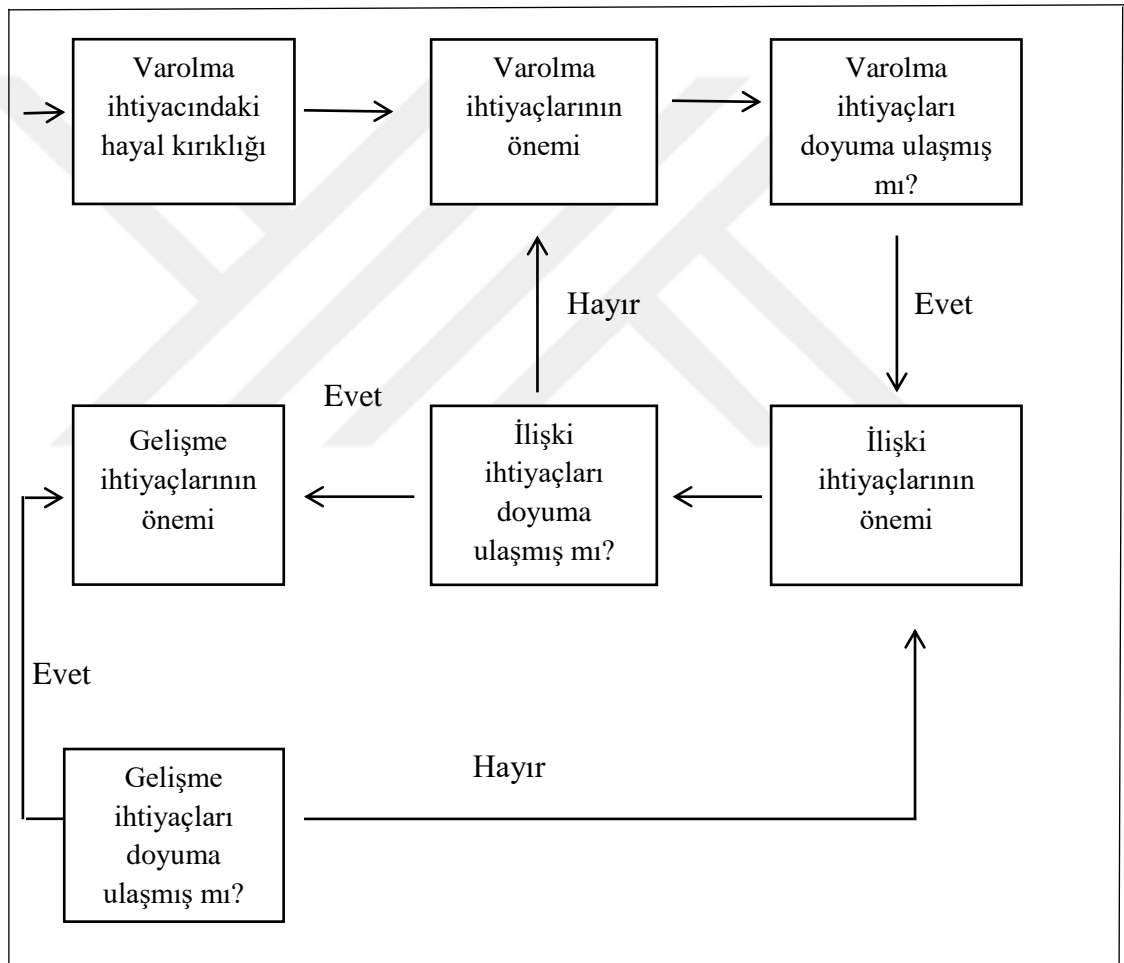 Varolma
ihtiyacındaki
hayal kırıklığı
Varolma
ihtiyaçlarının
önemi
Varolma
ihtiyaçları
doyuma ulaşmış
mı?
Hayır
Evet
Evet
Gelişme
ihtiyaçlarının
önemi
İlişki
ihtiyaçları
doyuma
ulaşmış mı?
İlişki
ihtiyaçlarının
önemi
Evet
Hayır
Gelişme
ihtiyaçları
doyuma
ulaşmış mı?